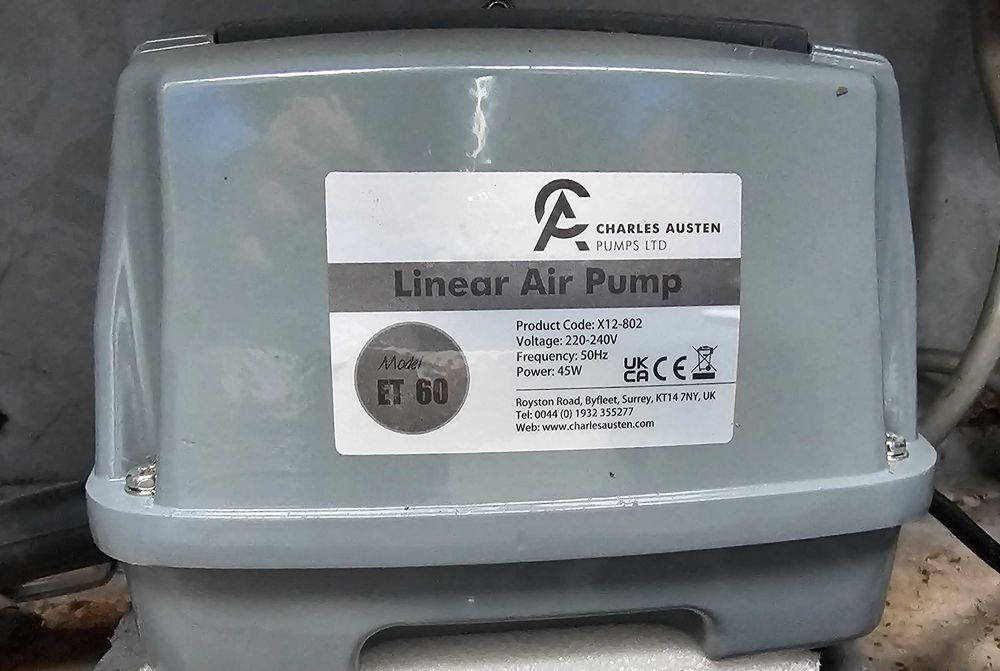 CHARLES AUSTEN
PUMPS LTD
Linear Air Pump
Model
ET 60
Product Code: X12-802
Voltage: 220-240V
Frequency: 50Hz
Power: 45W
UK
CA CE
Royston Road, Byfleet, Surrey, KT14 7NY, UK
Tel: 0044 (0) 1932 355277
Web: www.charlesausten.com